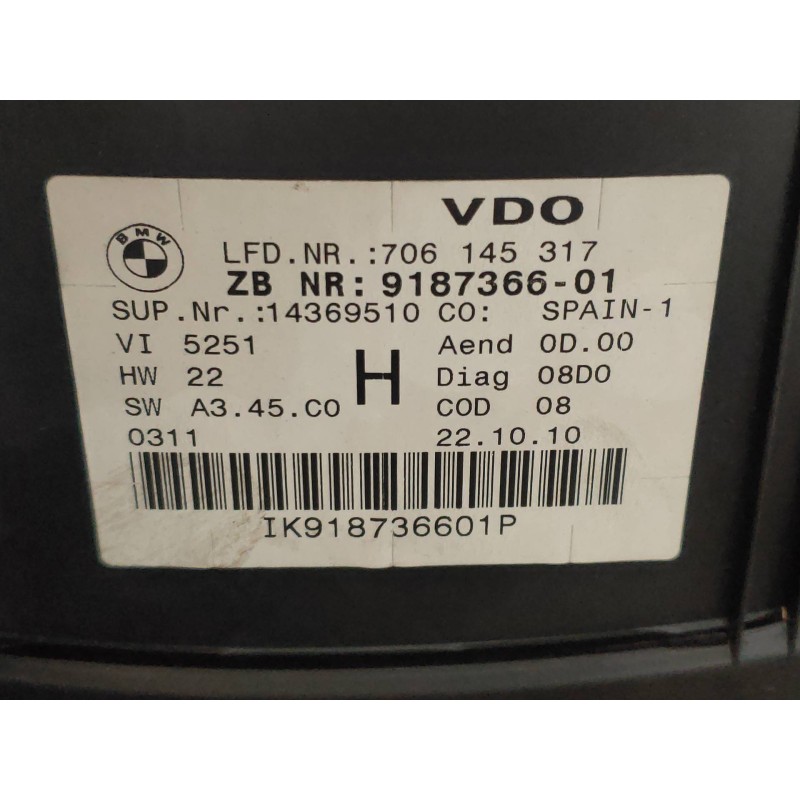 VDO
BMW
LFD.NR.:706 145 317
ZB NR: 9187366-01
SUP.Nr.:14369510 CO: SPAIN-1
VI 5251 Aend 0D.00
HW 22 H Diag 08D0
SW A3.45.C0 COD 08
0311 22.10.10
IK918736601P